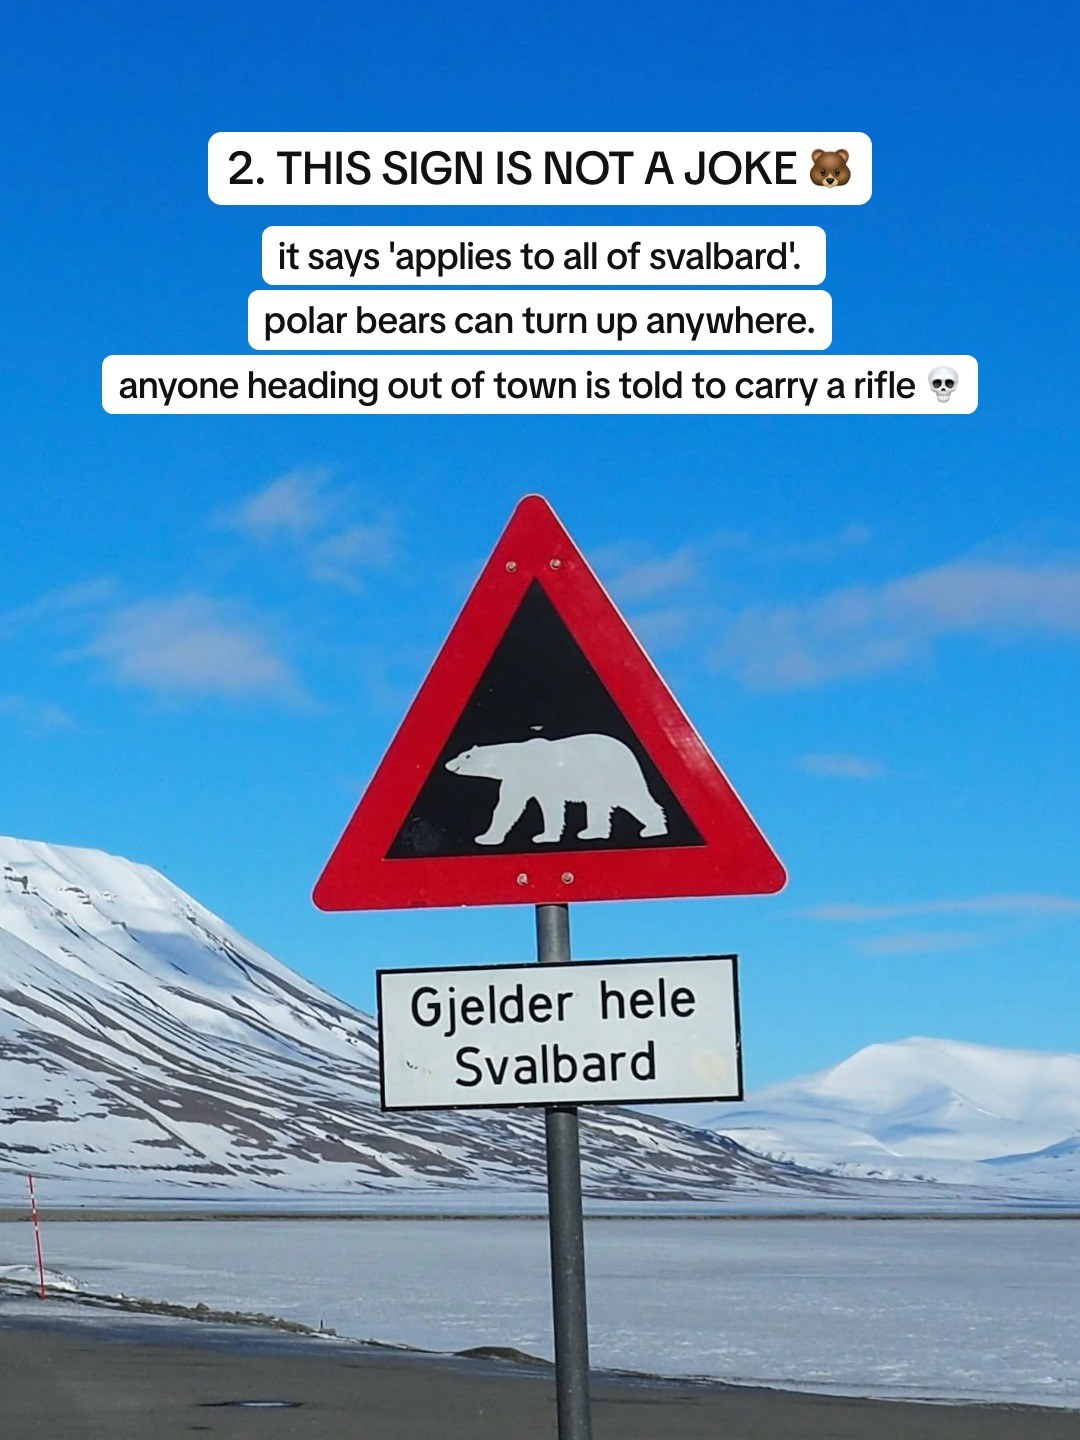 2. THIS SIGN IS NOT A JOKE 🐻
it says 'applies to all of svalbard'.
polar bears can turn up anywhere.
anyone heading out of town is told to carry a rifle 💀
Gjelder hele
Svalbard